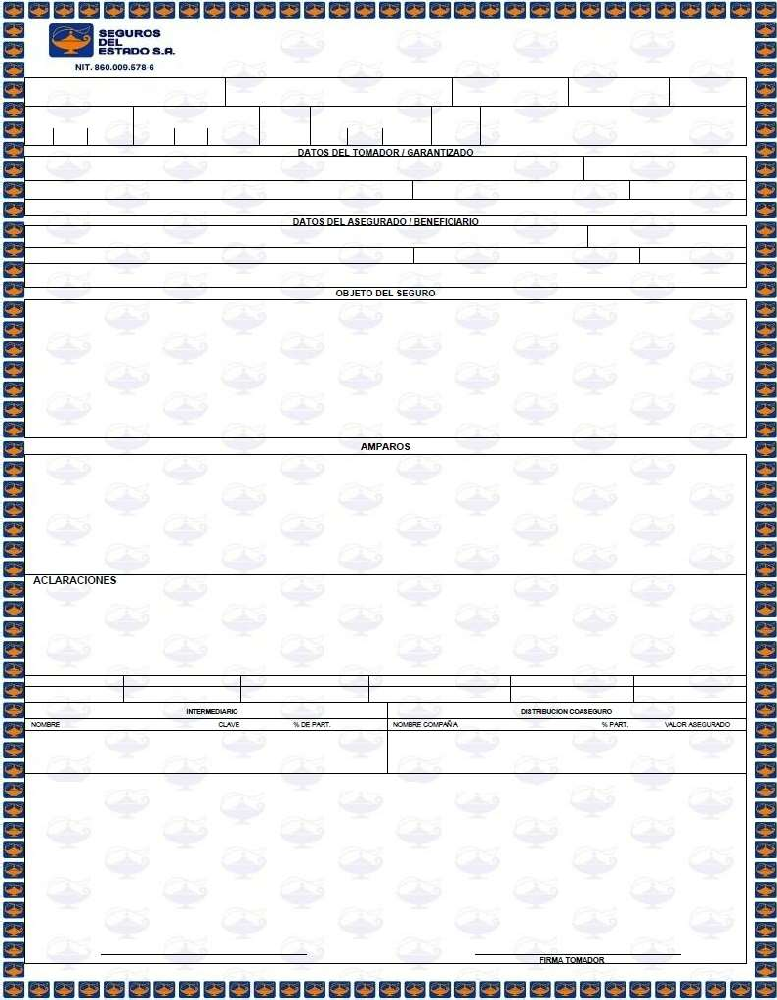 SEGUROS
DEL
ESTADO S.A.
NIT. 860.009.578-6
DATOS DEL TOMADOR / GARANTIZADO
DATOS DEL ASEGURADO / BENEFICIARIO
OBJETO DEL SEGURO
AMPAROS
ACLARACIONES
INTERMEDIARIO DISTRIBUCION COASEGURO
NOMBRE CLAVE % DE PART. NOMBRE COMPAÑIA % PART. VALOR ASEGURADO
FIRMA TOMADOR